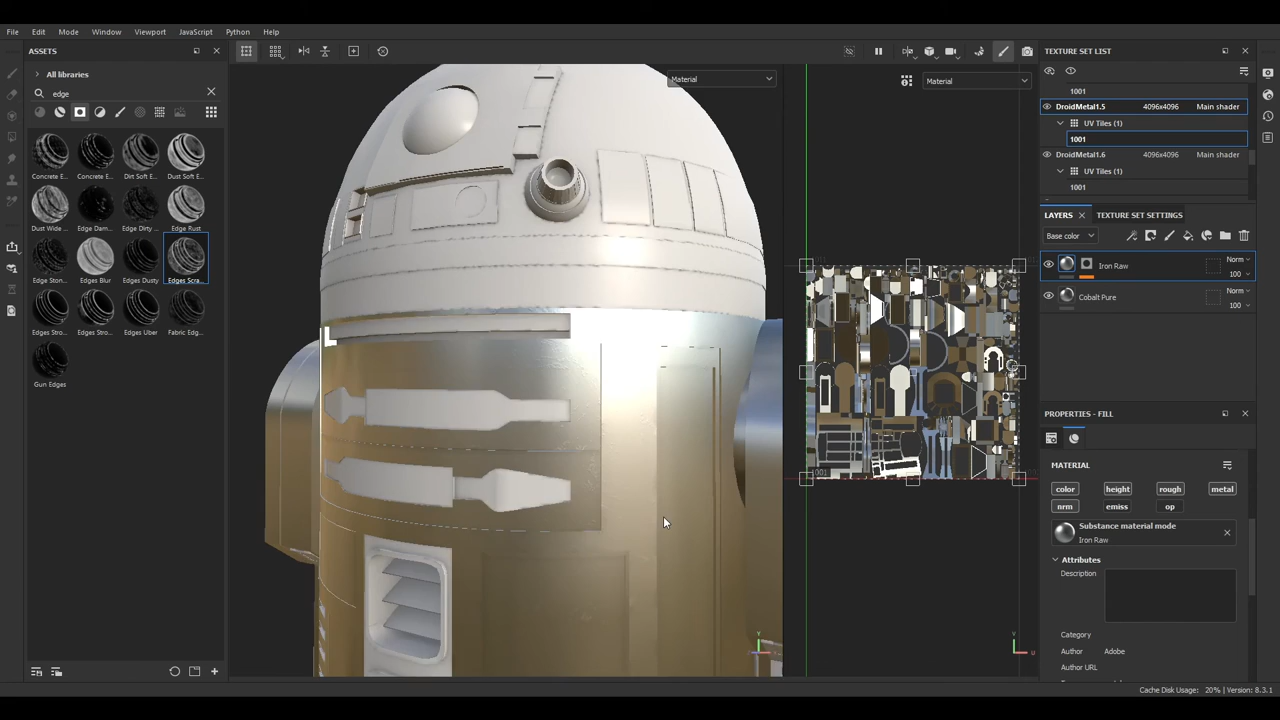 File Edit Mode Window Viewport JavaScript Python Help
ASSETS
All libraries
edge
Concrete E... Concrete E... Dirt Soft E... Dust Soft E...
Dust Wide ... Edge Dam... Edge Dirty ... Edge Rust
Edge Ston... Edges Blur Edges Dusty Edges Scra...
Edges Stro... Edges Stro... Edges Uber Fabric Edg...
Gun Edges
Material
Material
1001
TEXTURE SET LIST
1001
DroidMetal1.5 4096x4096 Main shader
UV Tiles (1)
1001
DroidMetal1.6 4096x4096 Main shader
UV Tiles (1)
1001
LAYERS TEXTURE SET SETTINGS
Base color
Iron Raw Norm
100
Cobalt Pure Norm
100
PROPERTIES - FILL
MATERIAL
color height rough metal
nrm emiss op
Substance material mode
Iron Raw
Attributes
Description
Category
Author Adobe
Author URL
Cache Disk Usage: 20% | Version: 8.3.1